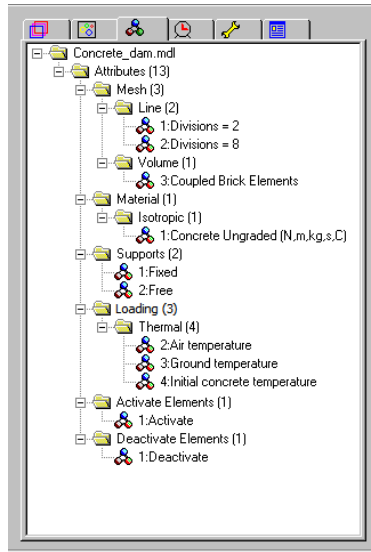 Concrete_dam.mdl
Attributes (13)
Mesh (3)
Line (2)
1:Divisions = 2
2:Divisions = 8
Volume (1)
3:Coupled Brick Elements
Material (1)
Isotropic (1)
1:Concrete Ungraded (N,m,kg,s,C)
Supports (2)
1:Fixed
2:Free
Loading (3)
Thermal (4)
2:Air temperature
3:Ground temperature
4:Initial concrete temperature
Activate Elements (1)
1:Activate
Deactivate Elements (1)
1:Deactivate